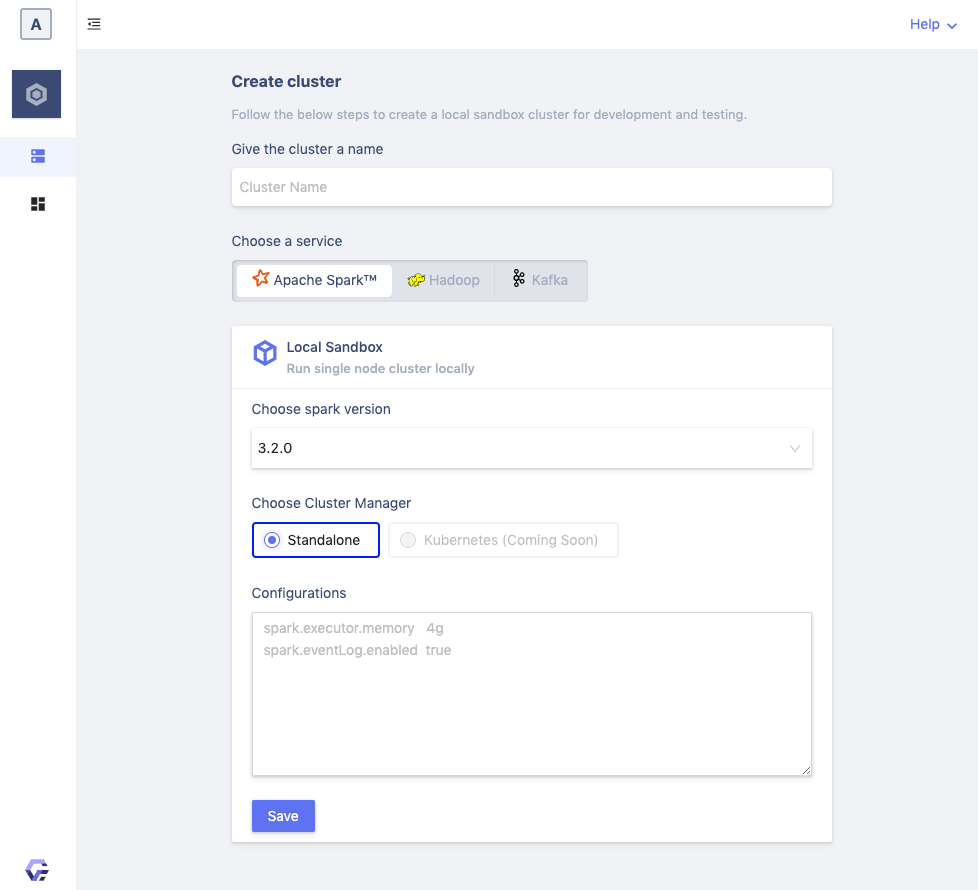 A
Help
Create cluster
Follow the below steps to create a local sandbox cluster for development and testing.
Give the cluster a name
Cluster Name
Choose a service
Apache Spark™ Hadoop Kafka
Local Sandbox
Run single node cluster locally
Choose spark version
3.2.0
Choose Cluster Manager
Standalone Kubernetes (Coming Soon)
Configurations
spark.executor.memory 4g
spark.eventLog.enabled true
Save